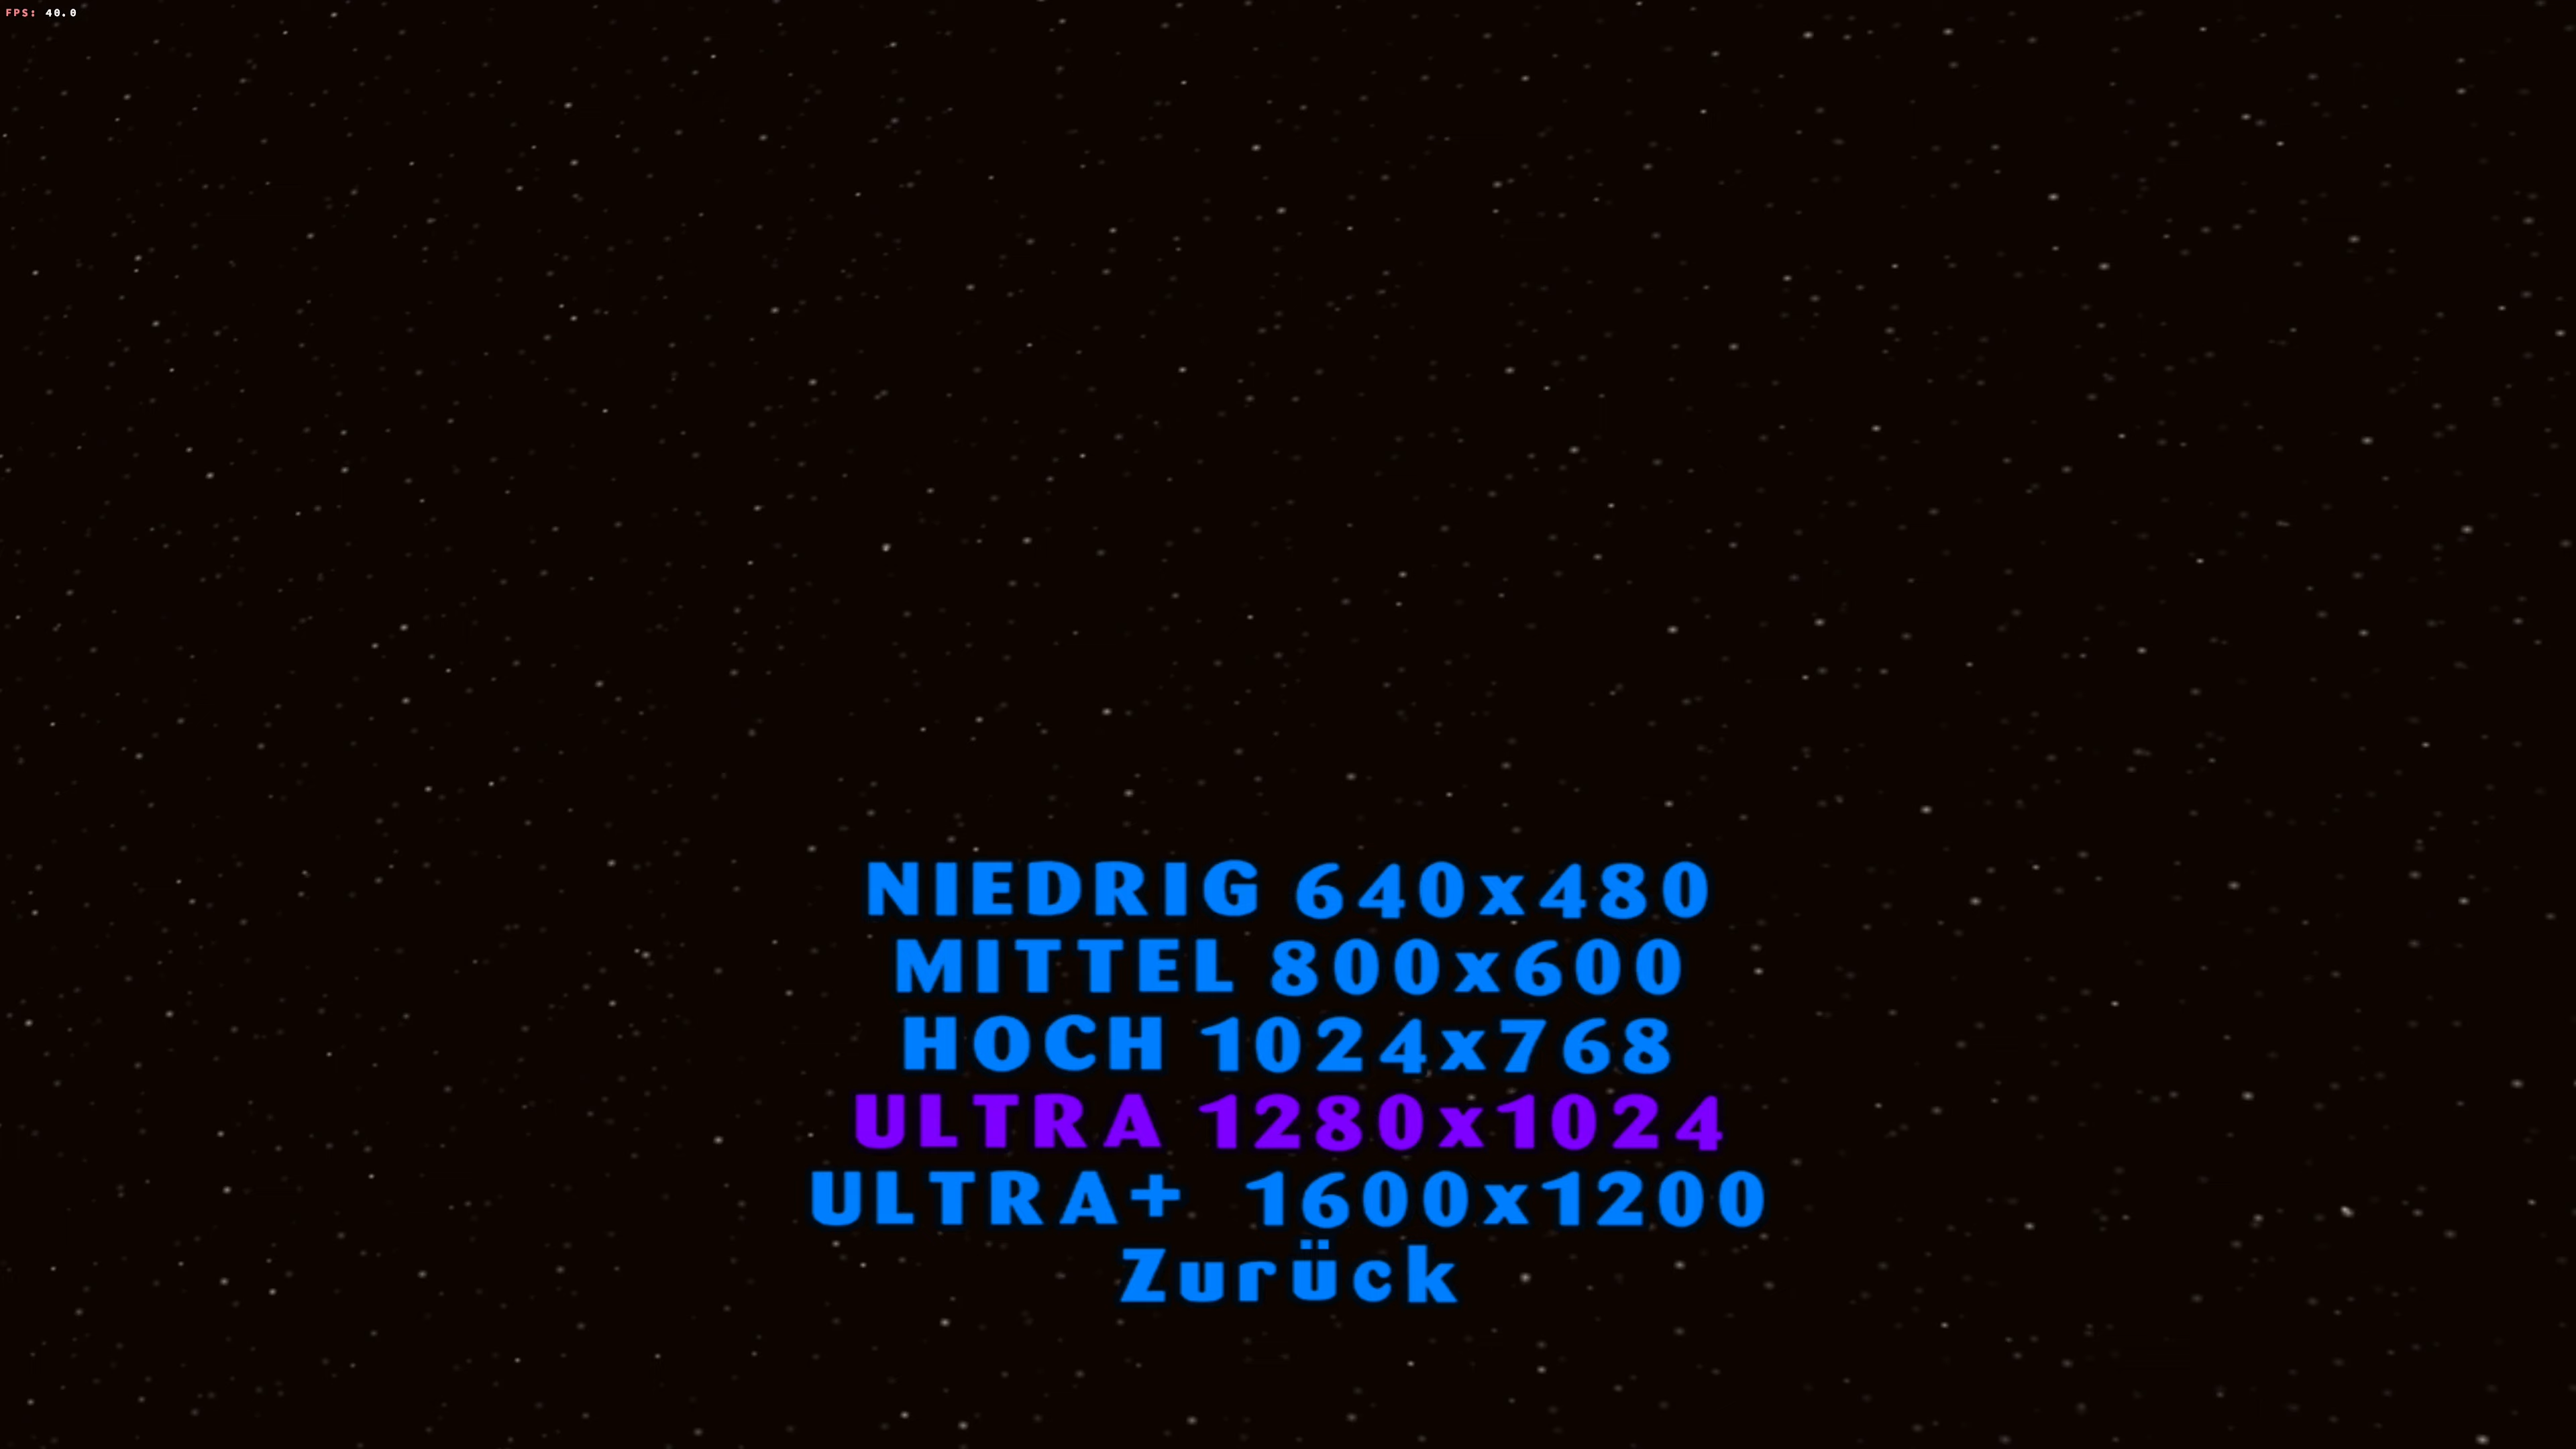 FPS: 40.0
NIEDRIG 640x480
MITTEL 800x600
HOCH 1024x768
ULTRA 1280x1024
ULTRA+ 1600x1200
Zurück